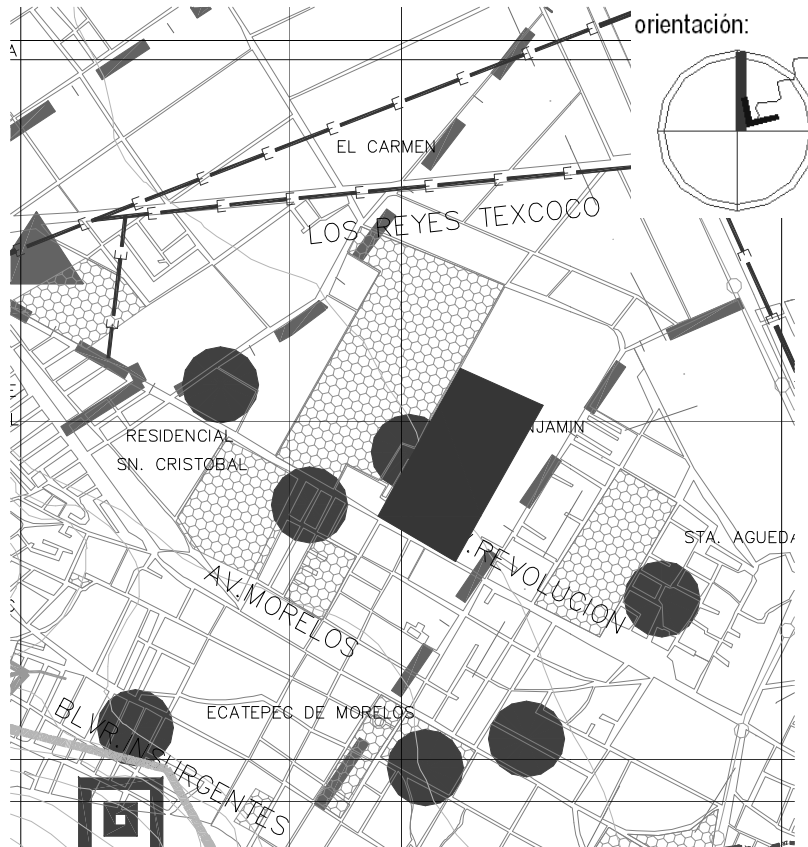 orientación:
EL CARMEN
LOS REYES TEXCOCO
NJAMIN
RESIDENCIAL
SN. CRISTOBAL
STA. AGUEDA
.REVOLUCION
AV.MORELOS
ECATEPEC DE MORELOS
BLVR. INSURGENTES